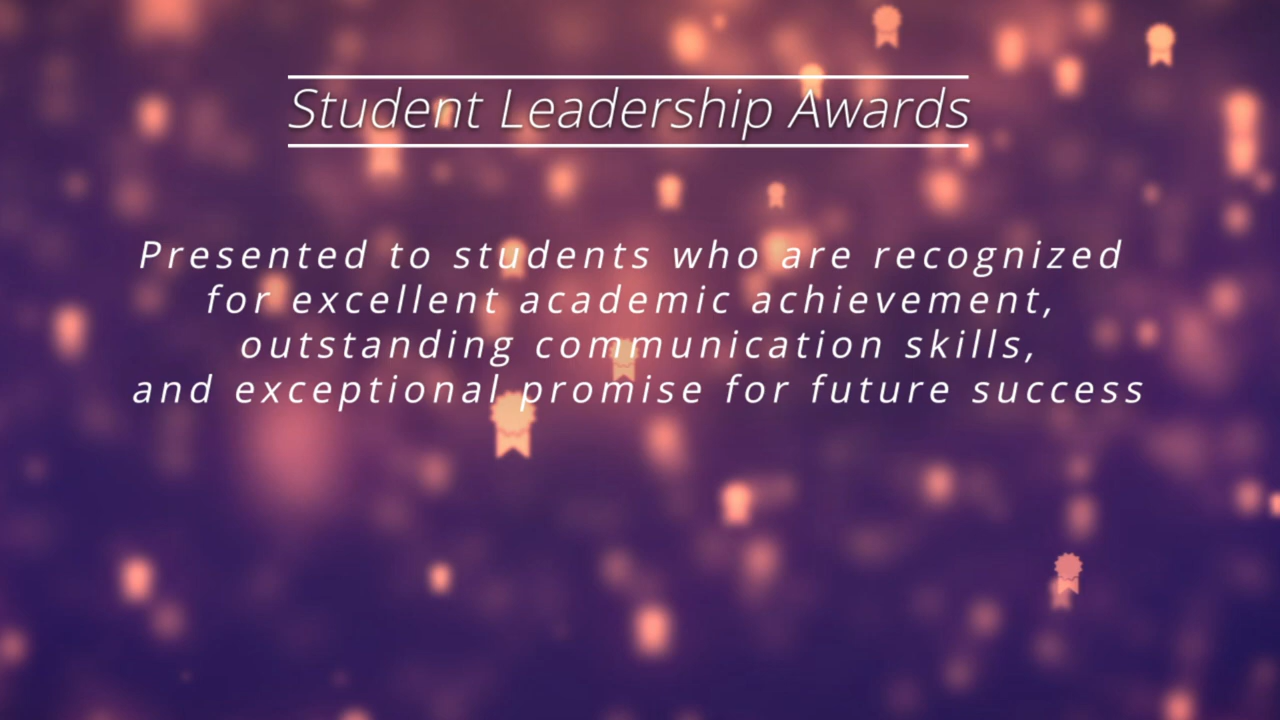 Student Leadership Awards
Presented to students who are recognized
for excellent academic achievement,
outstanding communication skills,
and exceptional promise for future success